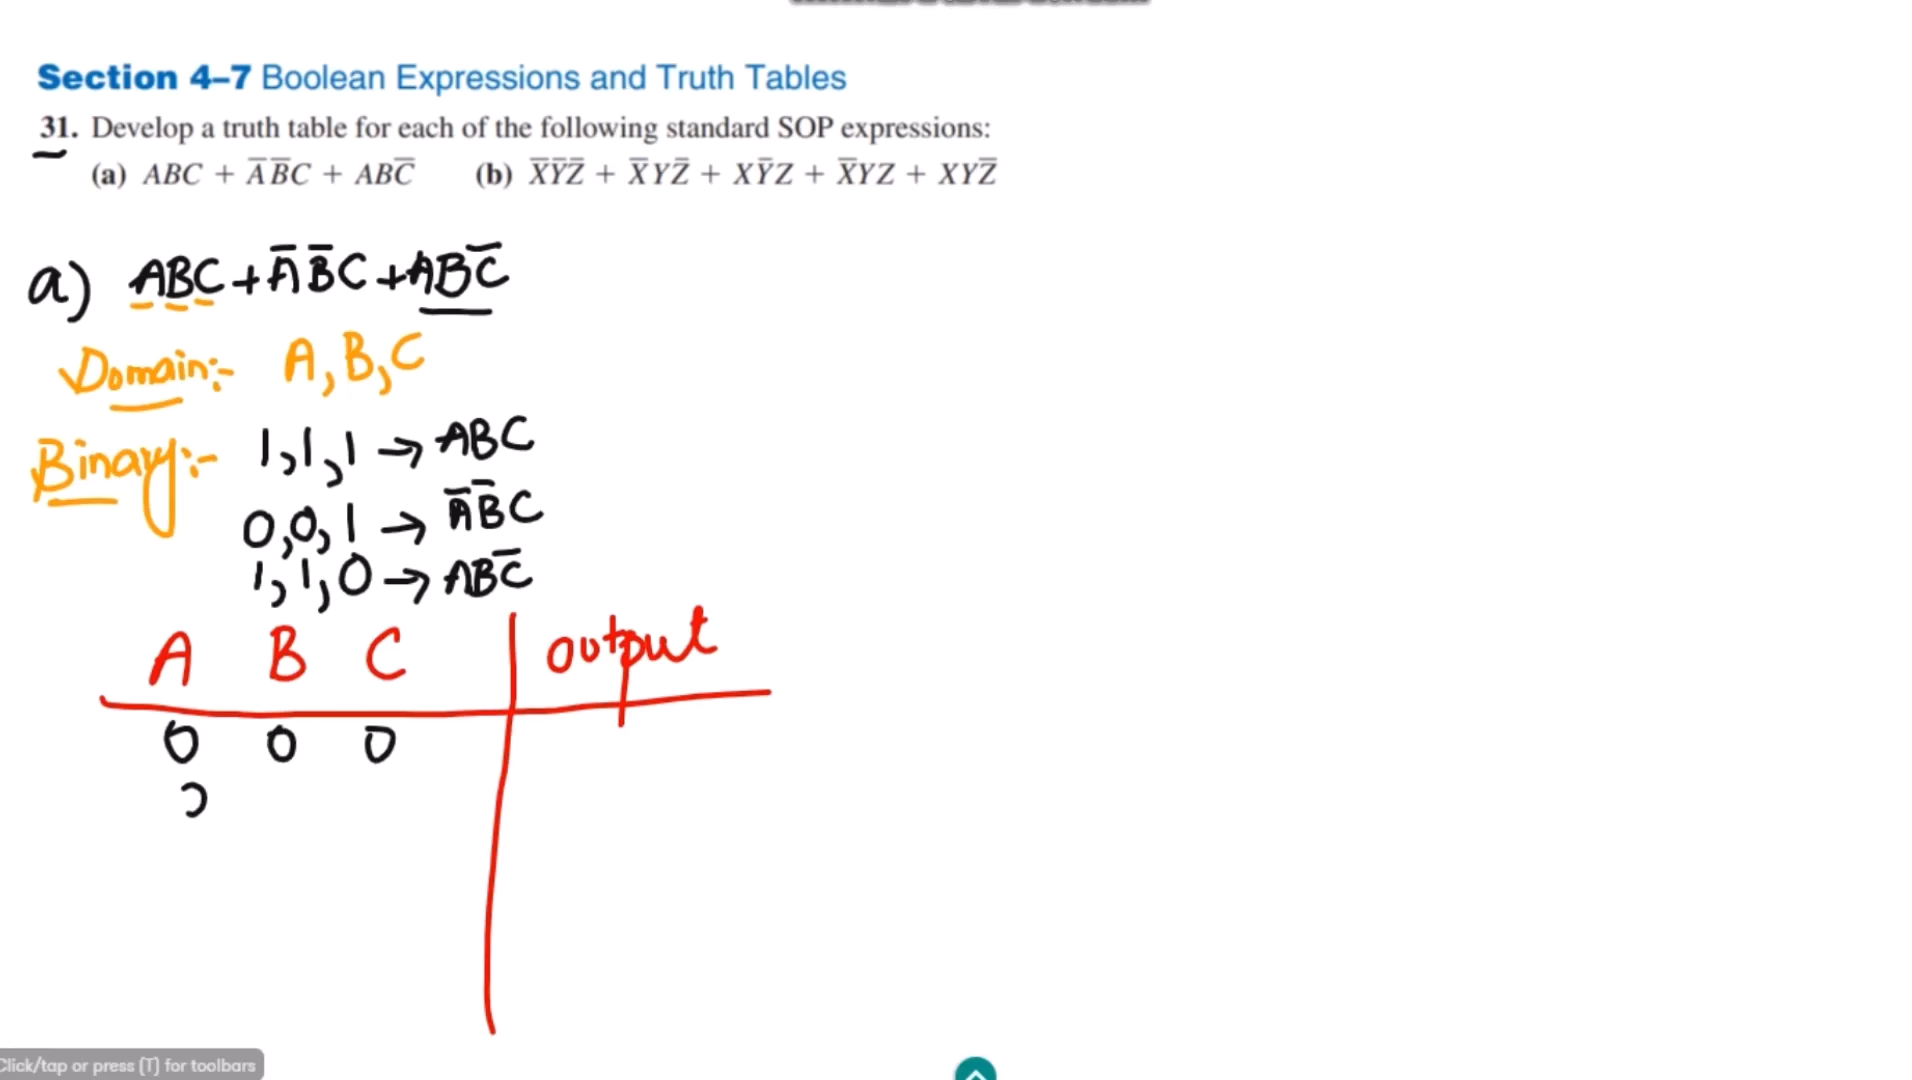 Section 4–7 Boolean Expressions and Truth Tables
31. Develop a truth table for each of the following standard SOP expressions:
(a) ABC + A̅B̅C + ABC̅ (b) X̅Y̅Z̅ + X̅YZ̅ + XY̅Z + X̅YZ + XYZ̅
a) ABC + A̅B̅C + ABC̅
Domain:- A, B, C
Binary:- 1,1,1 → ABC
0,0,1 → A̅B̅C
1,1,0 → ABC̅
A B C output
0 0 0
Click/tap or press (T) for toolbars